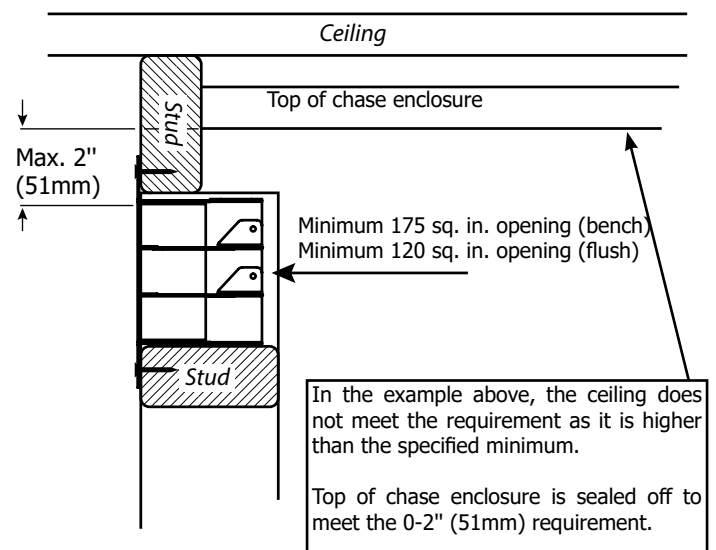 Ceiling
Stud
Top of chase enclosure
Max. 2"
(51mm)
Minimum 175 sq. in. opening (bench)
Minimum 120 sq. in. opening (flush)
Stud
In the example above, the ceiling does
not meet the requirement as it is higher
than the specified minimum.
Top of chase enclosure is sealed off to
meet the 0-2" (51mm) requirement.